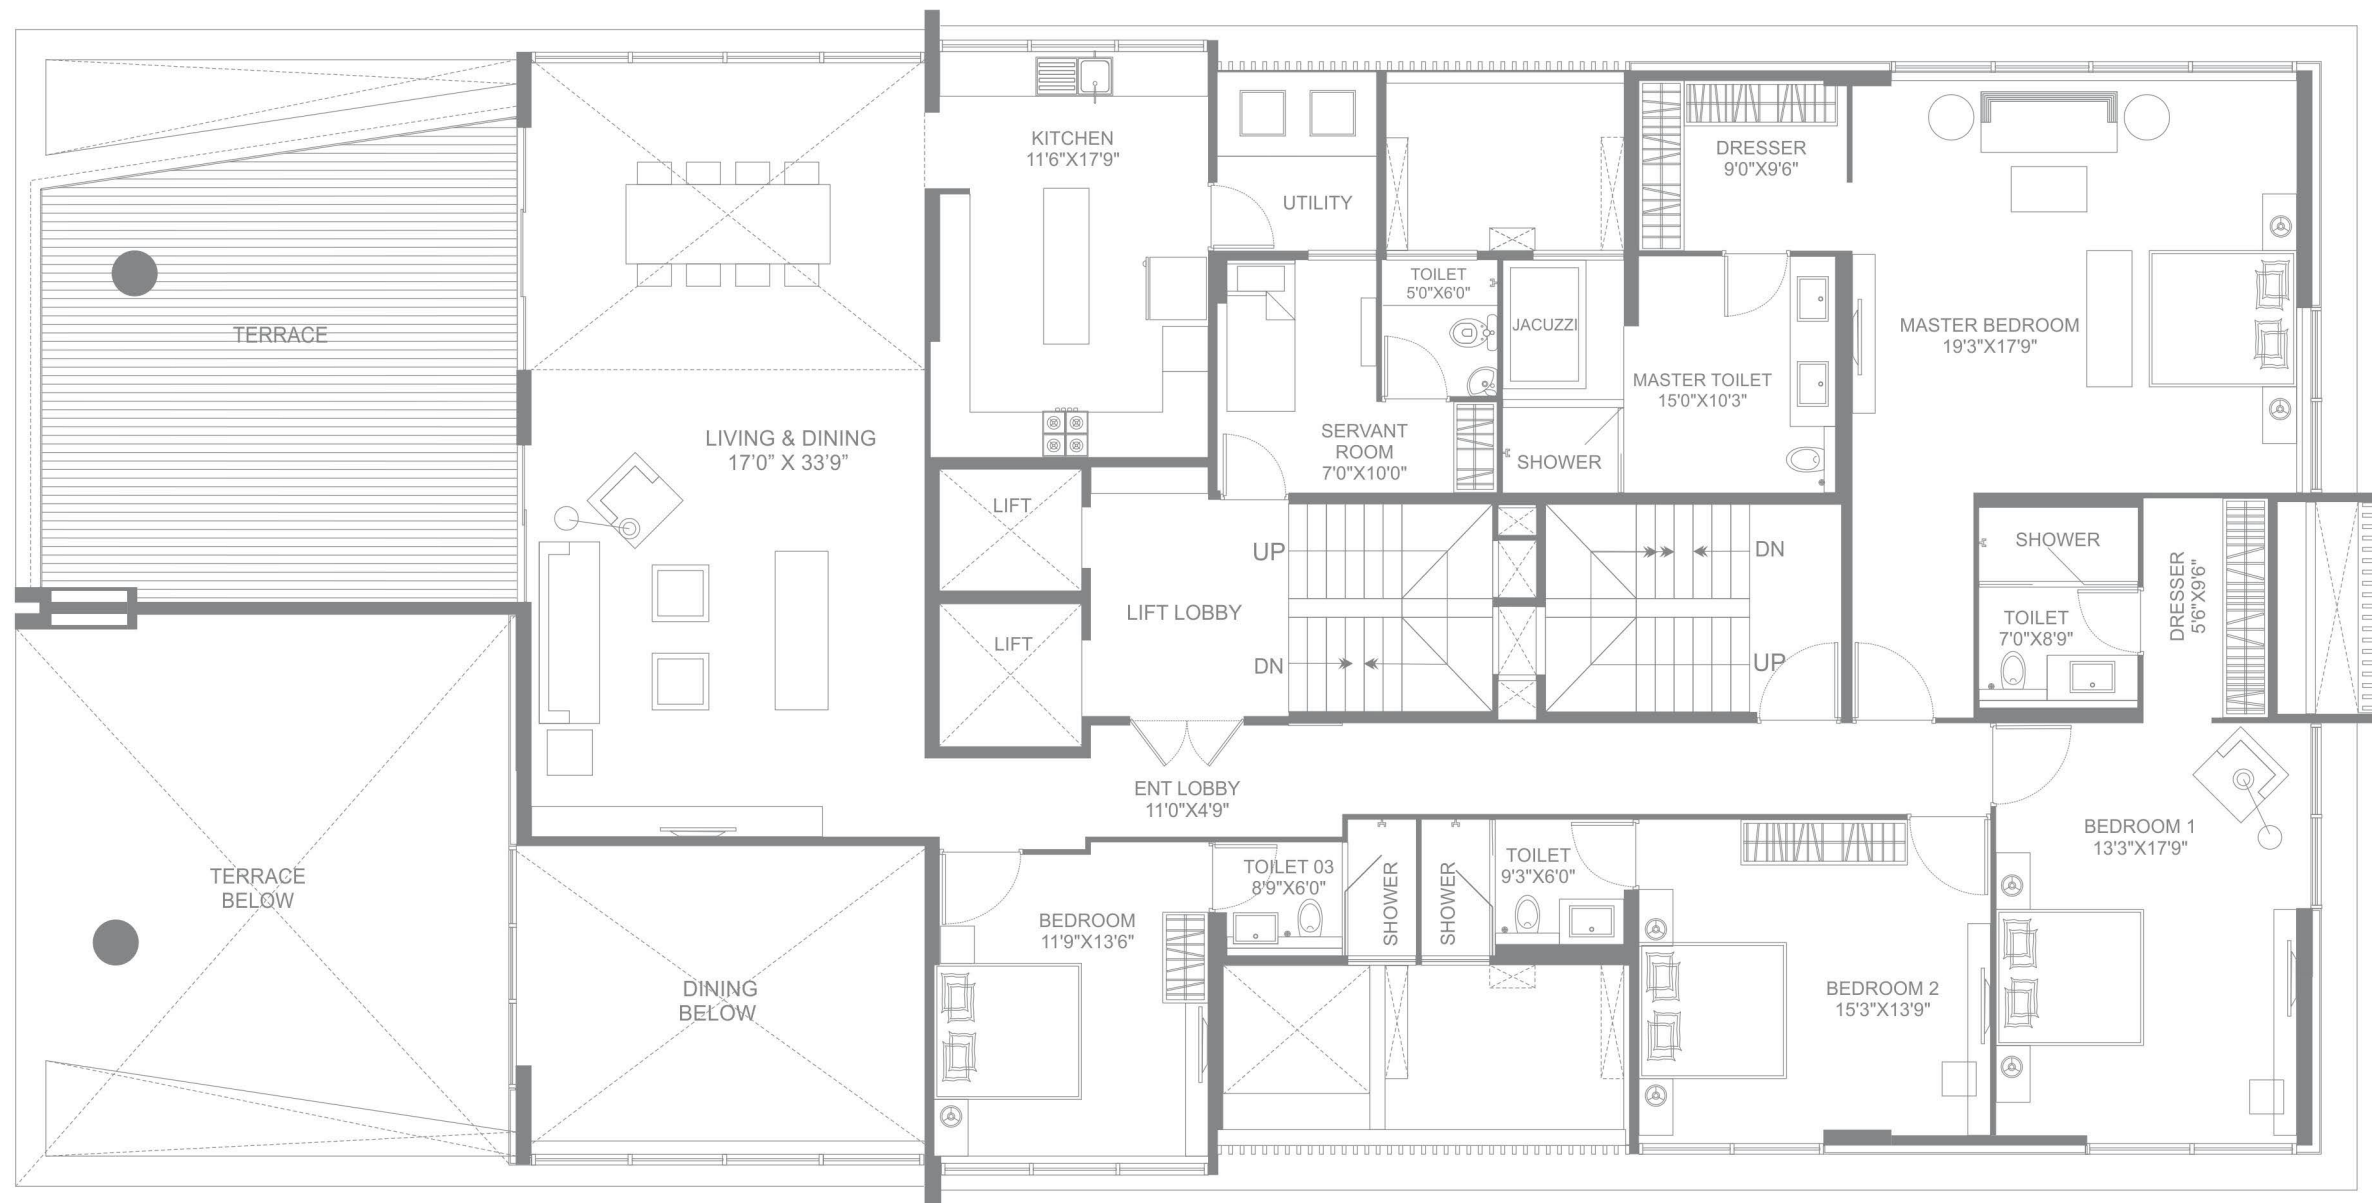 KITCHEN
11'6"X17'9"
UTILITY
DRESSER
9'0"X9'6"
TERRACE
TOILET
5'0"X6'0"
JACUZZI
MASTER BEDROOM
19'3"X17'9"
MASTER TOILET
15'0"X10'3"
LIVING & DINING
17'0" X 33'9"
SERVANT
ROOM
7'0"X10'0"
SHOWER
LIFT
UP
DN
SHOWER
LIFT LOBBY
TOILET
7'0"X8'9"
DRESSER
5'6"X9'6"
LIFT
DN
UP
ENT LOBBY
11'0"X4'9"
BEDROOM 1
13'3"X17'9"
TERRACE
BELOW
TOILET 03
8'9"X6'0"
SHOWER
SHOWER
TOILET
9'3"X6'0"
BEDROOM
11'9"X13'6"
DINING
BELOW
BEDROOM 2
15'3"X13'9"